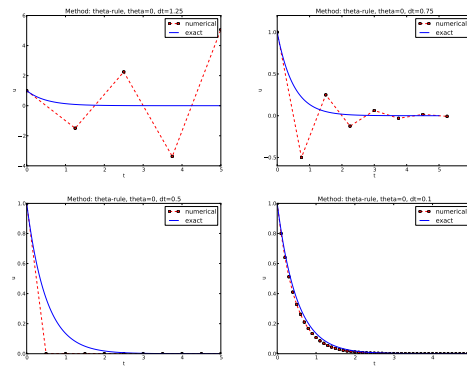 Method: theta-rule, theta=0, dt=1.25
6
4
2
0
−2
−4
u
0
1
2
3
4
5
t
numerical
exact
Method: theta-rule, theta=0, dt=0.75
1.0
0.5
0.0
−0.5
u
0
1
2
3
4
5
t
numerical
exact
Method: theta-rule, theta=0, dt=0.5
1.0
0.8
0.6
0.4
0.2
0.0
u
0
1
2
3
4
5
t
numerical
exact
Method: theta-rule, theta=0, dt=0.1
1.0
0.8
0.6
0.4
0.2
0.0
u
0
1
2
3
4
t
numerical
exact